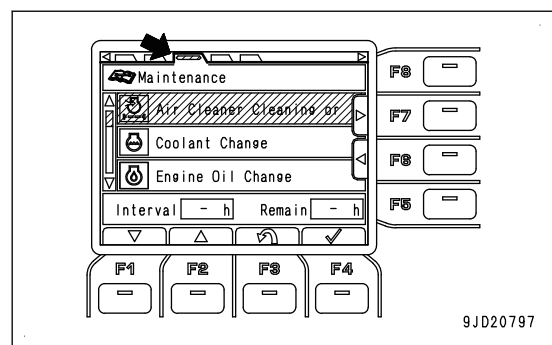 Maintenance
Air Cleaner Cleaning or
Coolant Change
Engine Oil Change
Interval - h Remain - h
F8
F7
F6
F5
F1 F2 F3 F4
9JD20797